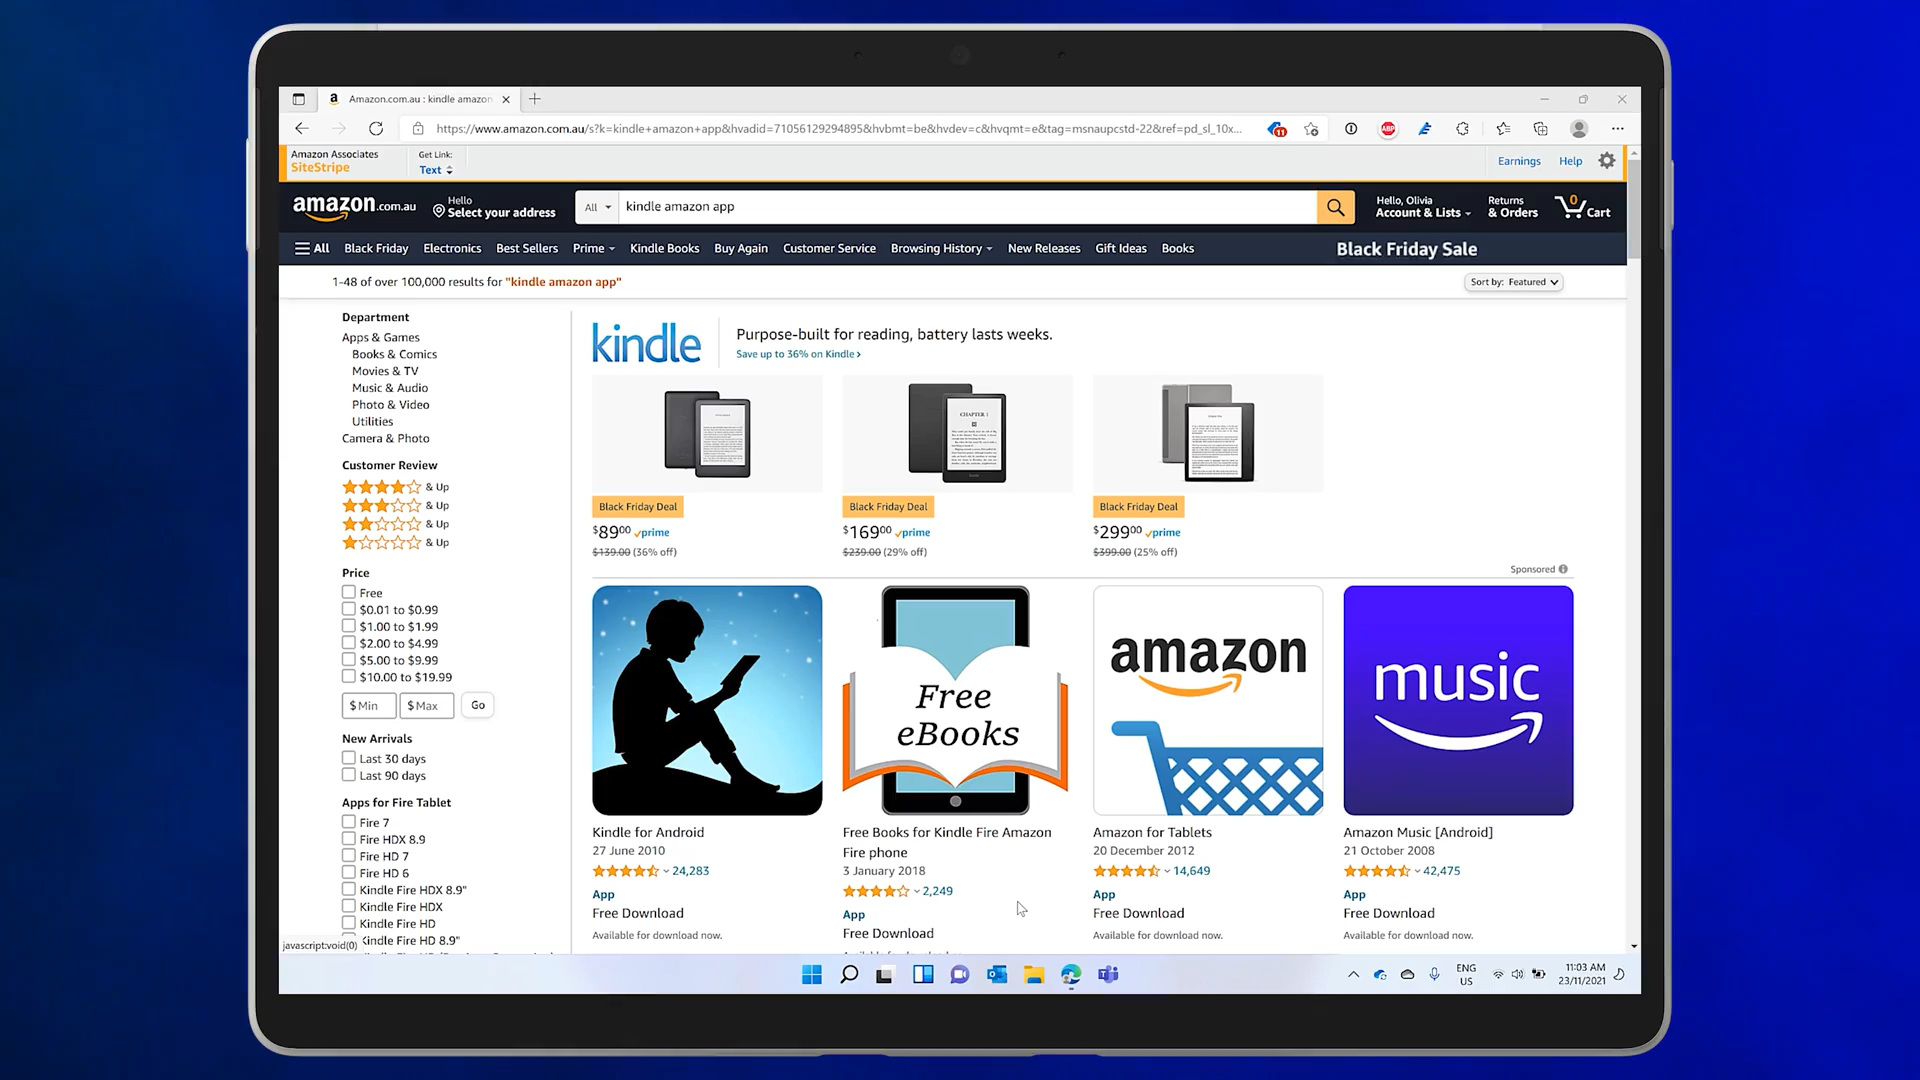 Amazon.com.au : kindle amazon
https://www.amazon.com.au/s?k=kindle+amazon+app&hvadid=71056129294895&hvbmt=be&hvdev=c&hvqmt=e&tag=msnaupcstd-22&ref=pd_sl_10x...
11
ABP
Amazon Associates
SiteStripe
Get Link:
Text
Earnings
Help
amazon.com.au
Hello
Select your address
All
kindle amazon app
Hello, Olivia
Account & Lists
Returns
& Orders
0
Cart
All
Black Friday
Electronics
Best Sellers
Prime
Kindle Books
Buy Again
Customer Service
Browsing History
New Releases
Gift Ideas
Books
Black Friday Sale
1-48 of over 100,000 results for "kindle amazon app"
Sort by: Featured
Department
Apps & Games
Books & Comics
Movies & TV
Music & Audio
Photo & Video
Utilities
Camera & Photo
Customer Review
& Up
& Up
& Up
& Up
Price
Free
$0.01 to $0.99
$1.00 to $1.99
$2.00 to $4.99
$5.00 to $9.99
$10.00 to $19.99
$ Min
$ Max
Go
New Arrivals
Last 30 days
Last 90 days
Apps for Fire Tablet
Fire 7
Fire HDX 8.9
Fire HD 7
Fire HD 6
Kindle Fire HDX 8.9"
Kindle Fire HDX
Kindle Fire HD
Kindle Fire HD 8.9"
javascript:void(0)
kindle
Purpose-built for reading, battery lasts weeks.
Save up to 36% on Kindle
CHAPTER 1
Black Friday Deal
$89.00 prime
$139.00 (36% off)
Black Friday Deal
$169.00 prime
$239.00 (29% off)
Black Friday Deal
$299.00 prime
$399.00 (25% off)
Sponsored
Free
eBooks
amazon
music
Kindle for Android
27 June 2010
24,283
App
Free Download
Available for download now.
Free Books for Kindle Fire Amazon
Fire phone
3 January 2018
2,249
App
Free Download
Amazon for Tablets
20 December 2012
14,649
App
Free Download
Available for download now.
Amazon Music [Android]
21 October 2008
42,475
App
Free Download
Available for download now.
ENG
US
11:03 AM
23/11/2021